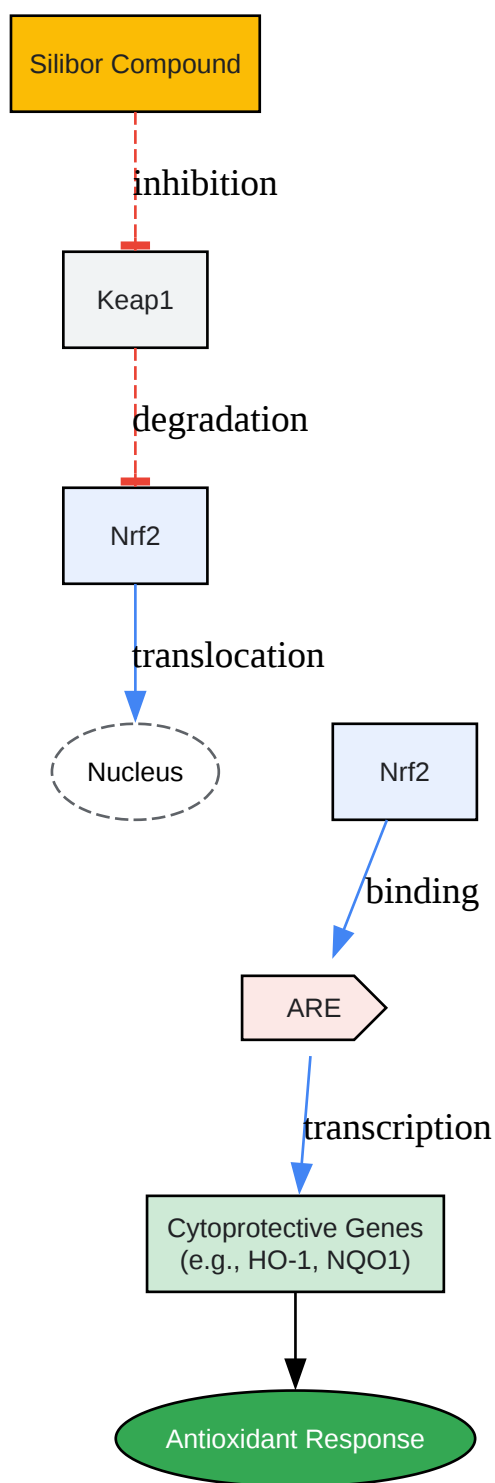 Silibor Compound
inhibition
Keap1
degradation
Nrf2
translocation
Nucleus
Nrf2
binding
ARE
transcription
Cytoprotective Genes
(e.g., HO-1, NQO1)
Antioxidant Response